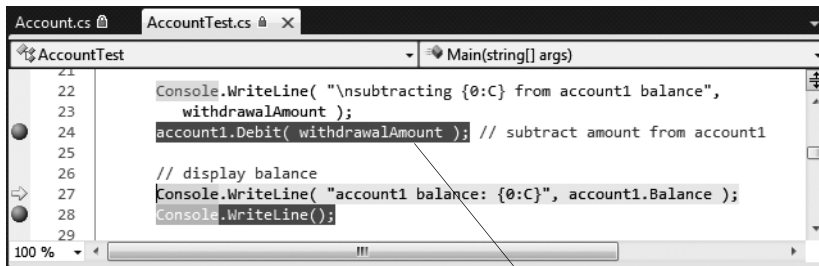 Account.cs AccountTest.cs ×
AccountTest Main(string[] args)
21
22 Console.WriteLine( "\nsubtracting {0:C} from account1 balance",
23 withdrawalAmount );
24 account1.Debit( withdrawalAmount ); // subtract amount from account1
25
26 // display balance
27 Console.WriteLine( "account1 balance: {0:C}", account1.Balance );
28 Console.WriteLine();
29
100 %